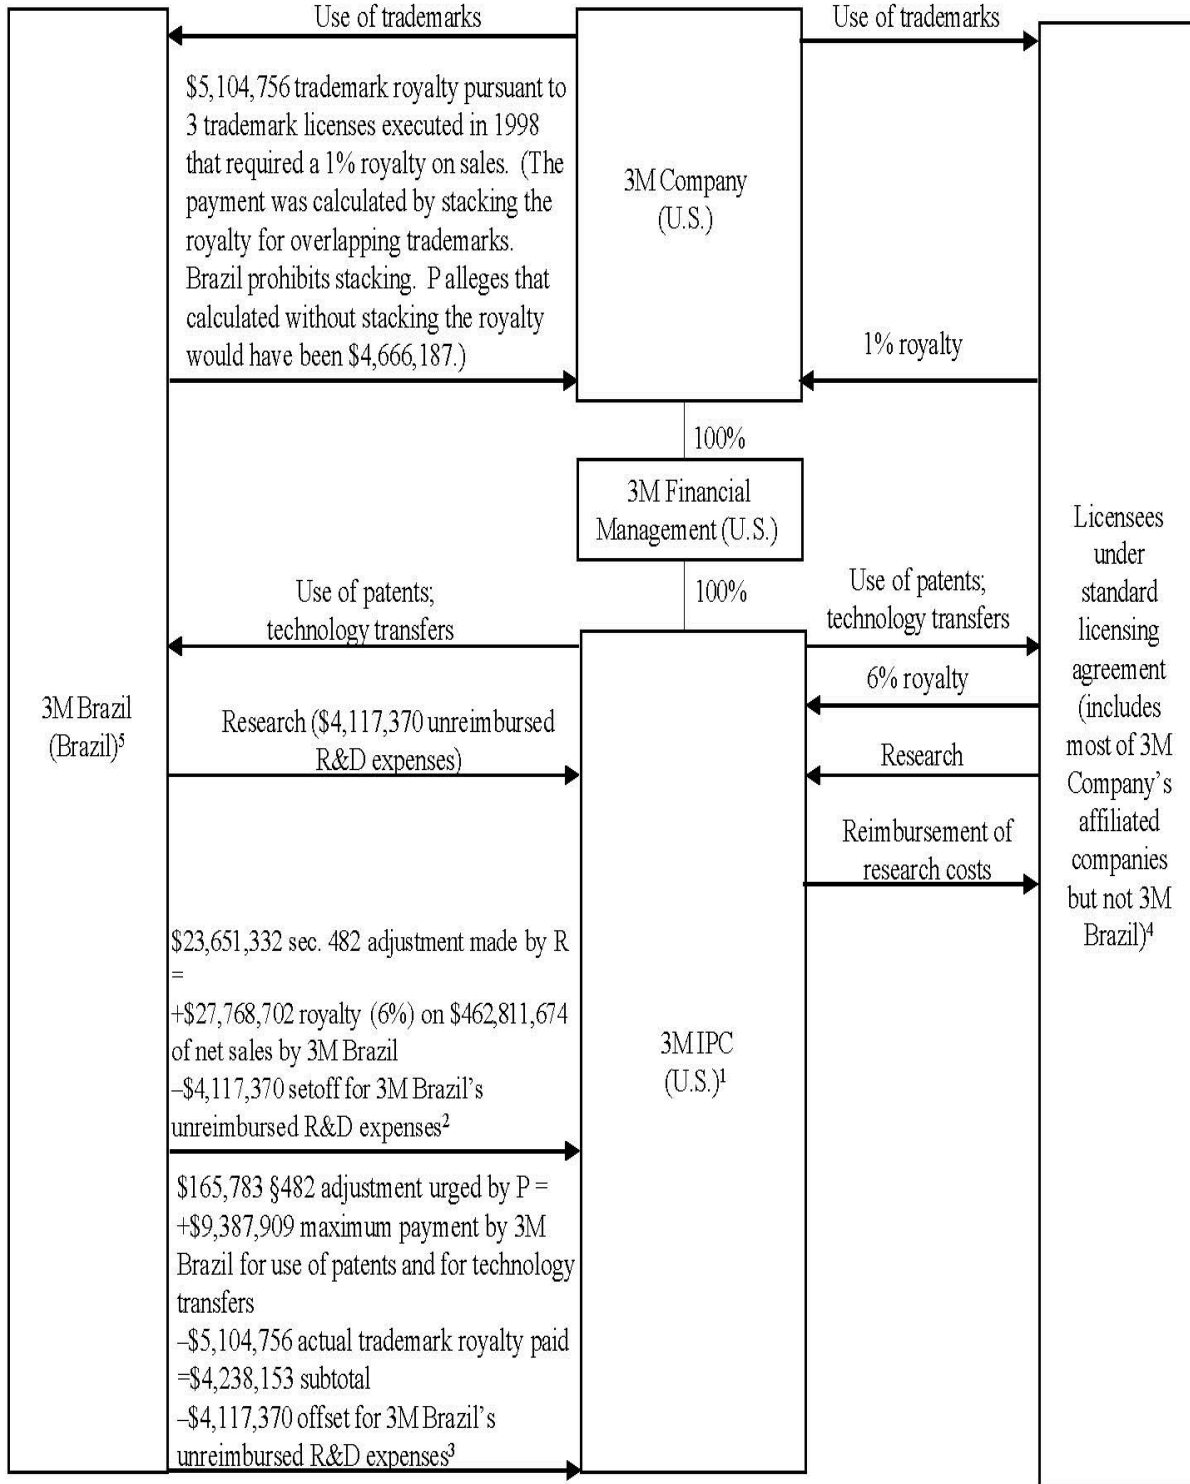 Use of trademarks
Use of trademarks
$5,104,756 trademark royalty pursuant to
3 trademark licenses executed in 1998
that required a 1% royalty on sales. (The
payment was calculated by stacking the
royalty for overlapping trademarks.
Brazil prohibits stacking. P alleges that
calculated without stacking the royalty
would have been $4,666,187.)
3M Company
(U.S.)
1% royalty
100%
3M Financial
Management (U.S.)
100%
Use of patents;
technology transfers
Use of patents;
technology transfers
6% royalty
3M Brazil
(Brazil)⁵
Research ($4,117,370 unreimbursed
R&D expenses)
Research
Reimbursement of
research costs
Licensees
under
standard
licensing
agreement
(includes
most of 3M
Company's
affiliated
companies
but not 3M
Brazil)⁴
$23,651,332 sec. 482 adjustment made by R
=
+$27,768,702 royalty (6%) on $462,811,674
of net sales by 3M Brazil
–$4,117,370 setoff for 3M Brazil's
unreimbursed R&D expenses²
3M IPC
(U.S.)¹
$165,783 §482 adjustment urged by P =
+$9,387,909 maximum payment by 3M
Brazil for use of patents and for technology
transfers
–$5,104,756 actual trademark royalty paid
=$4,238,153 subtotal
–$4,117,370 offset for 3M Brazil's
unreimbursed R&D expenses³